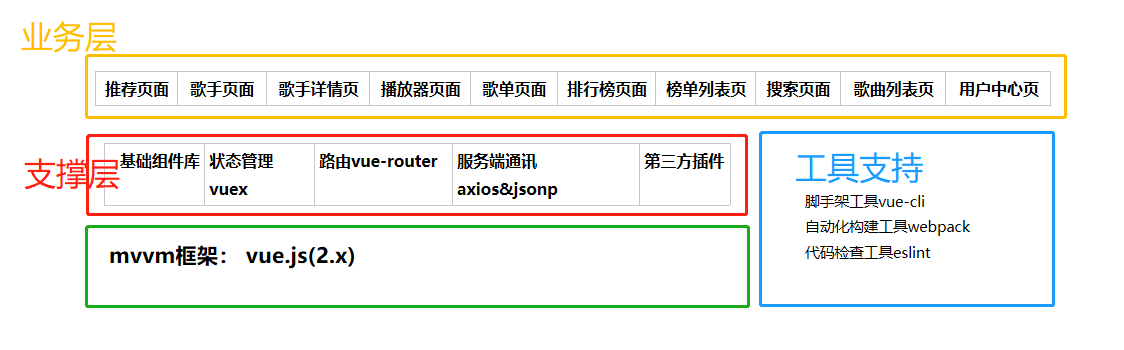 业务层
推荐页面 歌手页面 歌手详情页 播放器页面 歌单页面 排行榜页面 榜单列表页 搜索页面 歌曲列表页 用户中心页
支撑层
基础组件库 状态管理 路由vue-router 服务端通讯 第三方插件
vuex axios&jsonp
mvvm框架： vue.js(2.x)
工具支持
脚手架工具vue-cli
自动化构建工具webpack
代码检查工具eslint